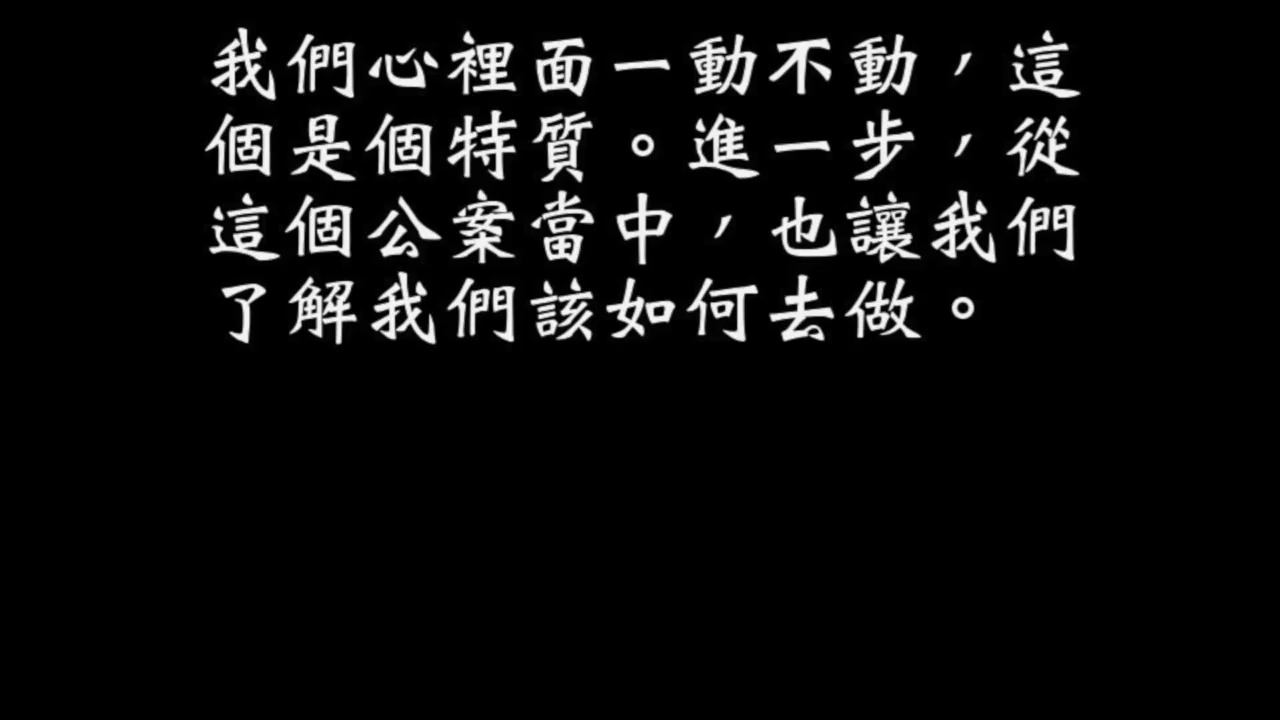 我們心裡面一動不動，這
個是個特質。進一步，從
這個公案當中，也讓我們
了解我們該如何去做。